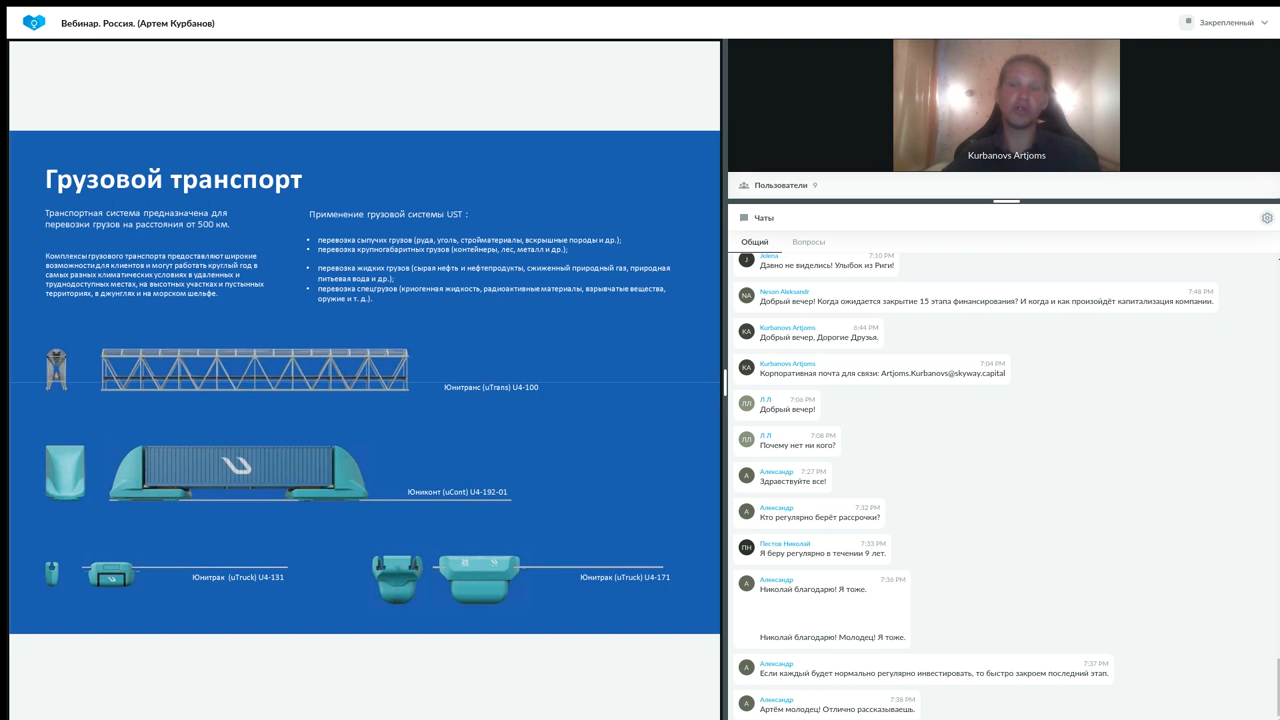 Вебинар. Россия. (Артем Курбанов)
Закрепленный
Грузовой транспорт
Транспортная система предназначена для
перевозки грузов на расстояния от 500 км.
Комплексы грузового транспорта предоставляют широкие
возможности для клиентов и могут работать круглый год в
самых разных климатических условиях в удаленных и
труднодоступных местах, на высотных участках и пустынных
территориях, в джунглях и на морском шельфе.
Применение грузовой системы UST :
• перевозка сыпучих грузов (руда, уголь, стройматериалы, вскрышные породы и др.);
• перевозка крупногабаритных грузов (контейнеры, лес, металл и др.);
• перевозка жидких грузов (сырая нефть и нефтепродукты, сжиженный природный газ, природная
питьевая вода и др.);
• перевозка спецгрузов (криогенная жидкость, радиоактивные материалы, взрывчатые вещества,
оружие и т. д.).
Юнитранс (uTrans) U4-100
Юниконт (uCont) U4-192-01
Юнитрак (uTruck) U4-131
Юнитрак (uTruck) U4-171
Kurbanovs Artjoms
Пользователи 9
Чаты
Общий Вопросы
J Jelena 7:10 PM
Давно не виделись! Улыбок из Риги!
NA Neson Aleksandr 7:48 PM
Добрый вечер! Когда ожидается закрытие 15 этапа финансирования? И когда и как произойдёт капитализация компании.
KA Kurbanovs Artjoms 6:44 PM
Добрый вечер, Дорогие Друзья.
KA Kurbanovs Artjoms 7:04 PM
Корпоративная почта для связи: Artjoms.Kurbanovs@skyway.capital
ЛЛ Л Л 7:06 PM
Добрый вечер!
ЛЛ Л Л 7:08 PM
Почему нет ни кого?
А Александр 7:27 PM
Здравствуйте все!
А Александр 7:32 PM
Кто регулярно берёт рассрочки?
ПН Пестов Николай 7:33 PM
Я беру регулярно в течении 9 лет.
А Александр 7:36 PM
Николай благодарю! Я тоже.
Николай благодарю! Молодец! Я тоже.
А Александр 7:37 PM
Если каждый будет нормально регулярно инвестировать, то быстро закроем последний этап.
А Александр 7:38 PM
Артём молодец! Отлично рассказываешь.